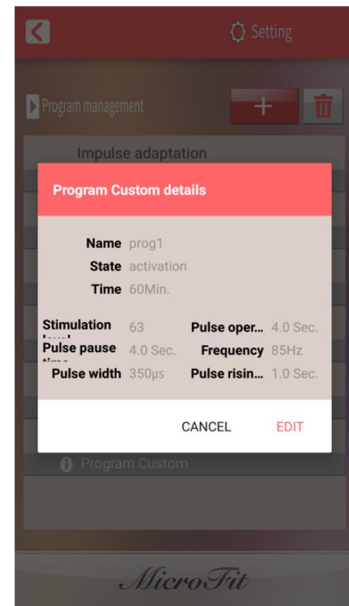 Setting
Program management
Impulse adaptation
Program Custom details
Name prog1
State activation
Time 60Min.
Stimulation 63 Pulse oper... 4.0 Sec.
Pulse pause 4.0 Sec. Frequency 85Hz
Pulse width 350µs Pulse risin... 1.0 Sec.
CANCEL EDIT
Program Custom
MicroFit